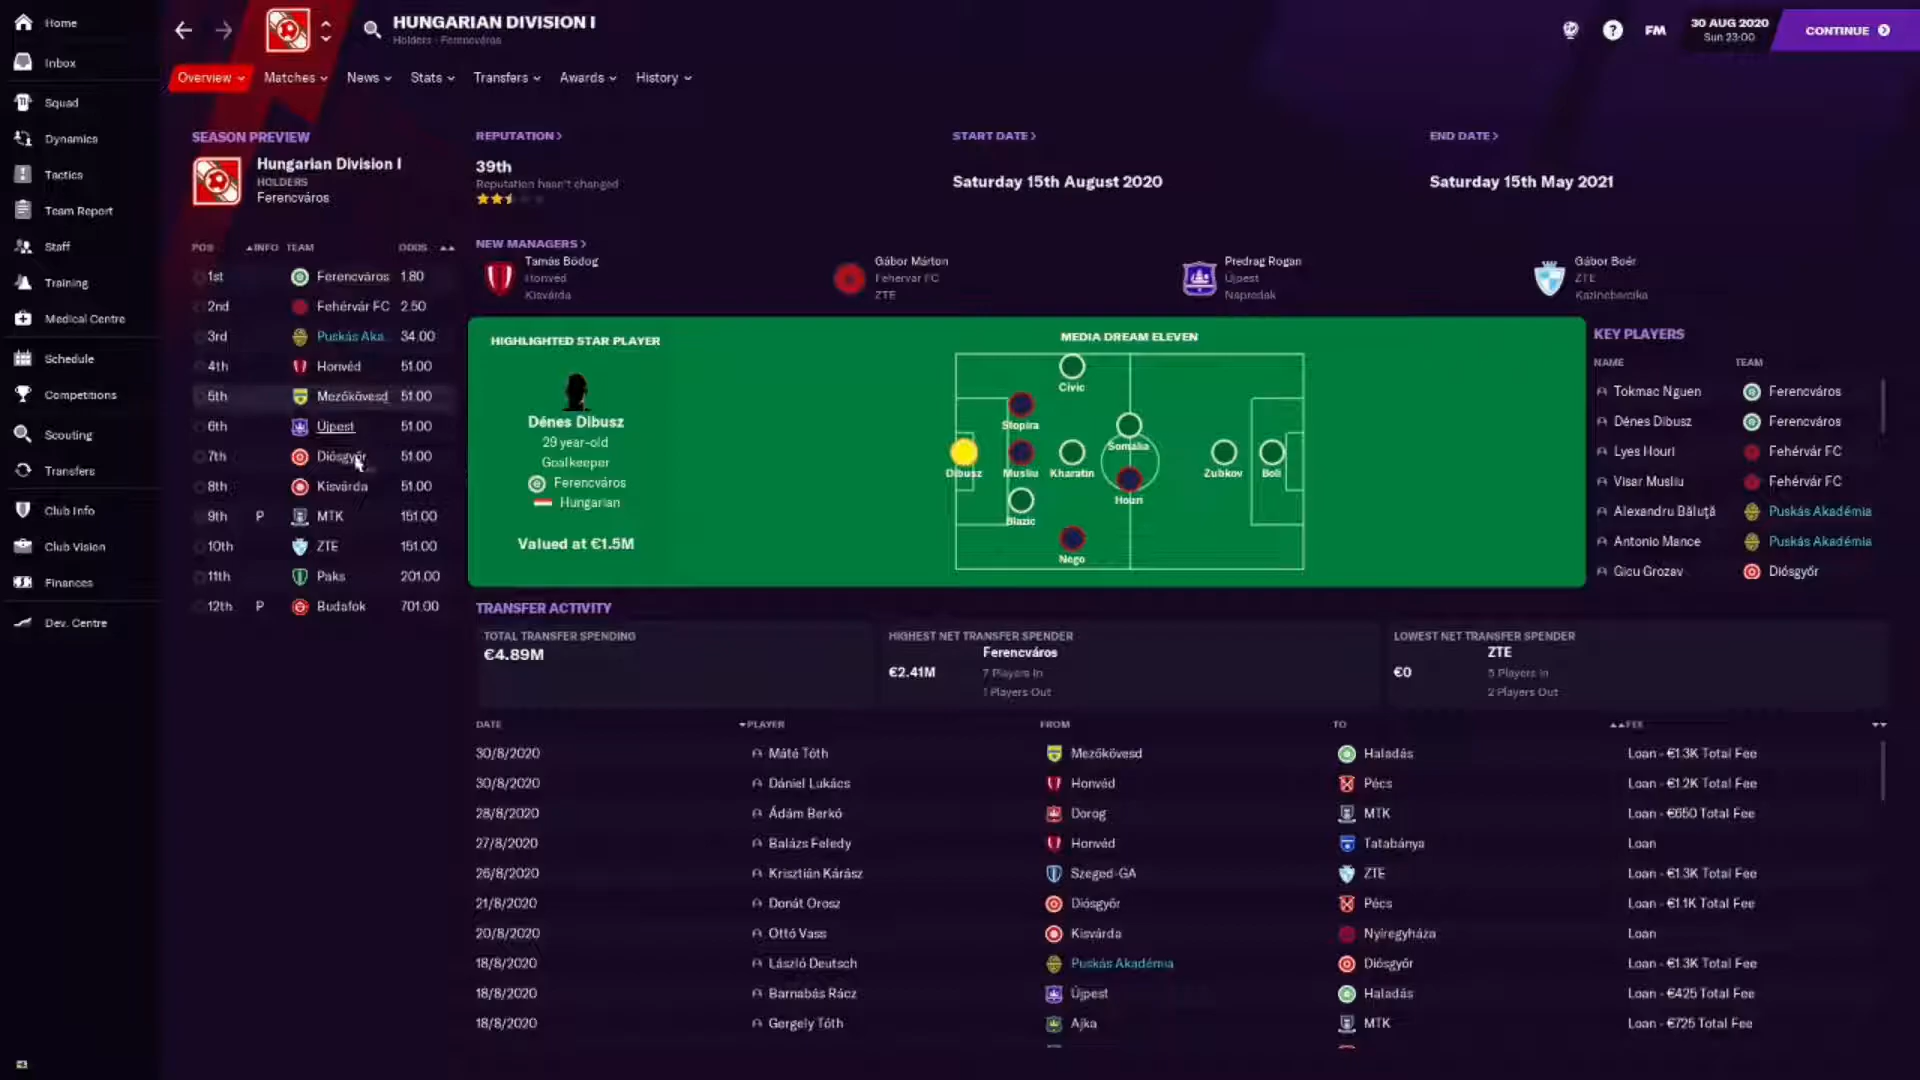 Home
Inbox
Squad
Dynamics
Tactics
Team Report
Staff
Training
Medical Centre
Schedule
Competitions
Scouting
Transfers
Club Info
Club Vision
Finances
Dev. Centre
HUNGARIAN DIVISION I
Holders - Ferencváros
FM
30 AUG 2020
Sun 23:00
CONTINUE
Overview Matches News Stats Transfers Awards History
SEASON PREVIEW
Hungarian Division I
HOLDERS
Ferencváros
REPUTATION >
39th
Reputation hasn't changed
START DATE >
Saturday 15th August 2020
END DATE >
Saturday 15th May 2021
POS INFO TEAM ODDS
1st Ferencváros 1.80
2nd Fehérvár FC 2.50
3rd Puskás Aka... 34.00
4th Honvéd 51.00
5th Mezőkövesd 51.00
6th Újpest 51.00
7th Diósgyőr 51.00
8th Kisvárda 51.00
9th P MTK 151.00
10th ZTE 151.00
11th Paks 201.00
12th P Budafok 701.00
NEW MANAGERS >
Tamás Bódog
Honvéd
Kisvárda
Gábor Márton
Fehérvár FC
ZTE
Predrag Rogan
Újpest
Napredak
Gábor Boér
ZTE
Kazincbarcika
HIGHLIGHTED STAR PLAYER
Dénes Dibusz
29 year-old
Goalkeeper
Ferencváros
Hungarian
Valued at €1.5M
MEDIA DREAM ELEVEN
Civic
Stopira
Somália
Dibusz Musliu Kharatin Zubkov Boli
Houri
Blazic
Nego
KEY PLAYERS
NAME TEAM
Tokmac Nguen Ferencváros
Dénes Dibusz Ferencváros
Lyes Houri Fehérvár FC
Visar Musliu Fehérvár FC
Alexandru Băluţă Puskás Akadémia
Antonio Mance Puskás Akadémia
Gicu Grozav Diósgyőr
TRANSFER ACTIVITY
TOTAL TRANSFER SPENDING
€4.89M
HIGHEST NET TRANSFER SPENDER
Ferencváros
€2.41M
7 Players In
1 Players Out
LOWEST NET TRANSFER SPENDER
ZTE
€0
5 Players In
2 Players Out
DATE PLAYER FROM TO FEE
30/8/2020 Máté Tóth Mezőkövesd Haladás Loan - €1.3K Total Fee
30/8/2020 Dániel Lukács Honvéd Pécs Loan - €1.2K Total Fee
28/8/2020 Ádám Berkó Dorog MTK Loan - €650 Total Fee
27/8/2020 Balázs Feledy Honvéd Tatabánya Loan
26/8/2020 Krisztián Kárász Szeged-GA ZTE Loan - €1.3K Total Fee
21/8/2020 Donát Orosz Diósgyőr Pécs Loan - €1.1K Total Fee
20/8/2020 Ottó Vass Kisvárda Nyíregyháza Loan
18/8/2020 László Deutsch Puskás Akadémia Diósgyőr Loan - €1.3K Total Fee
18/8/2020 Barnabás Rácz Újpest Haladás Loan - €425 Total Fee
18/8/2020 Gergely Tóth Ajka MTK Loan - €725 Total Fee